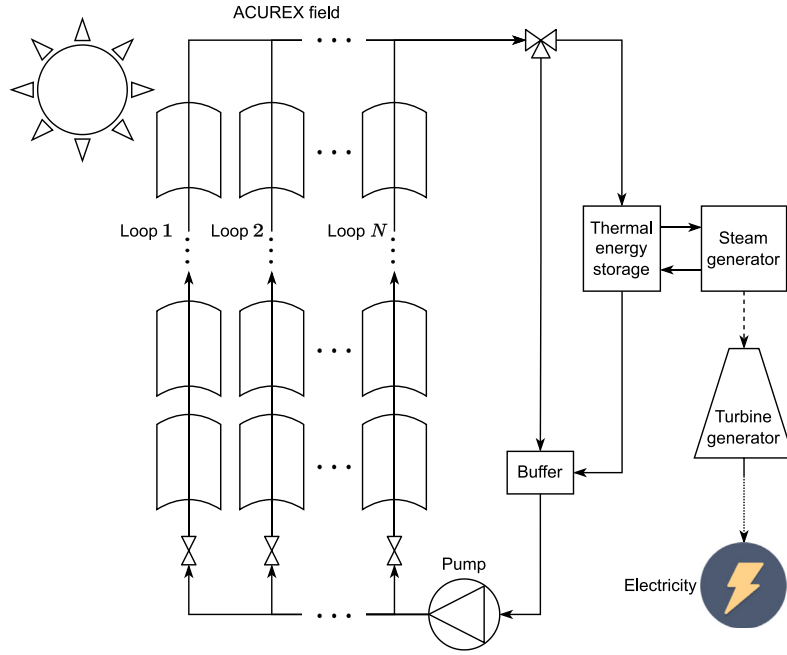 ACUREX field
Loop 1
Loop 2
Loop N
Thermal
energy
storage
Steam
generator
Turbine
generator
Buffer
Pump
Electricity